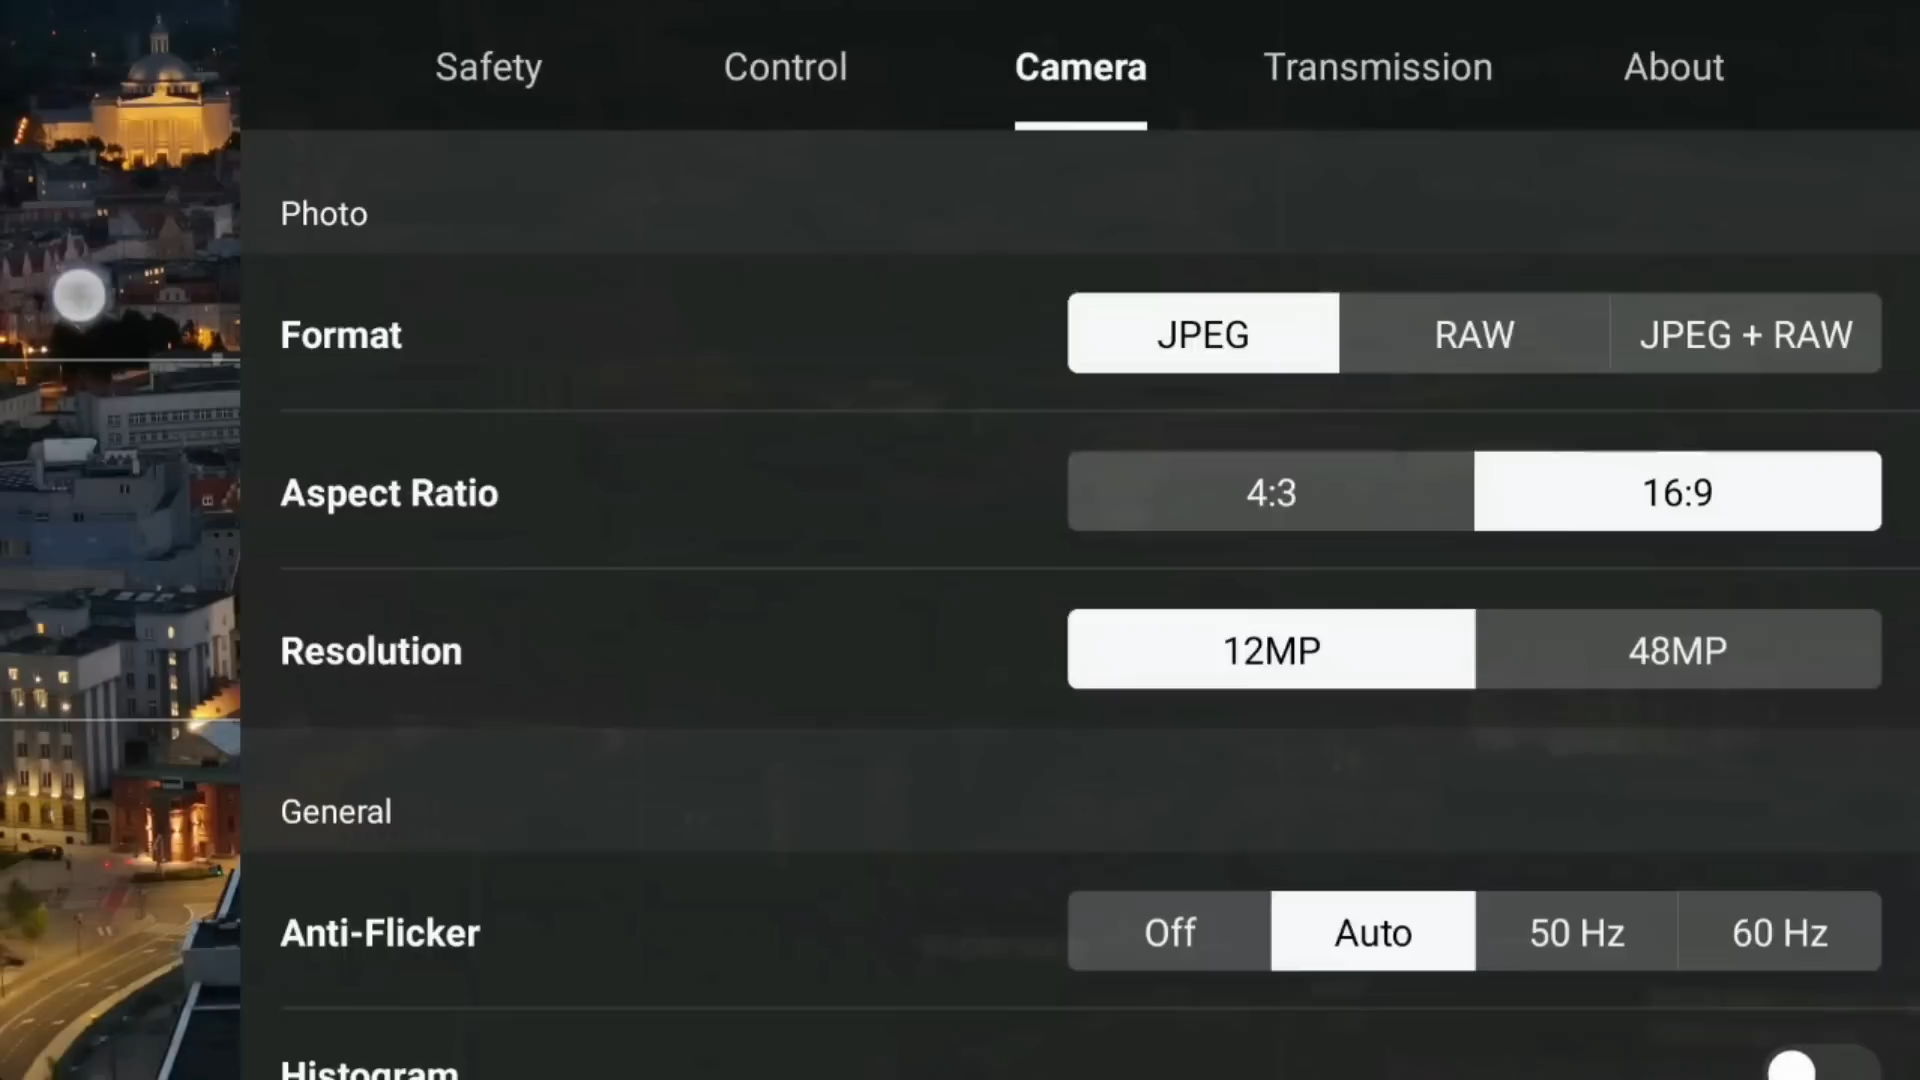 Safety Control Camera Transmission About
Photo
Format JPEG RAW JPEG + RAW
Aspect Ratio 4:3 16:9
Resolution 12MP 48MP
General
Anti-Flicker Off Auto 50 Hz 60 Hz
Histogram